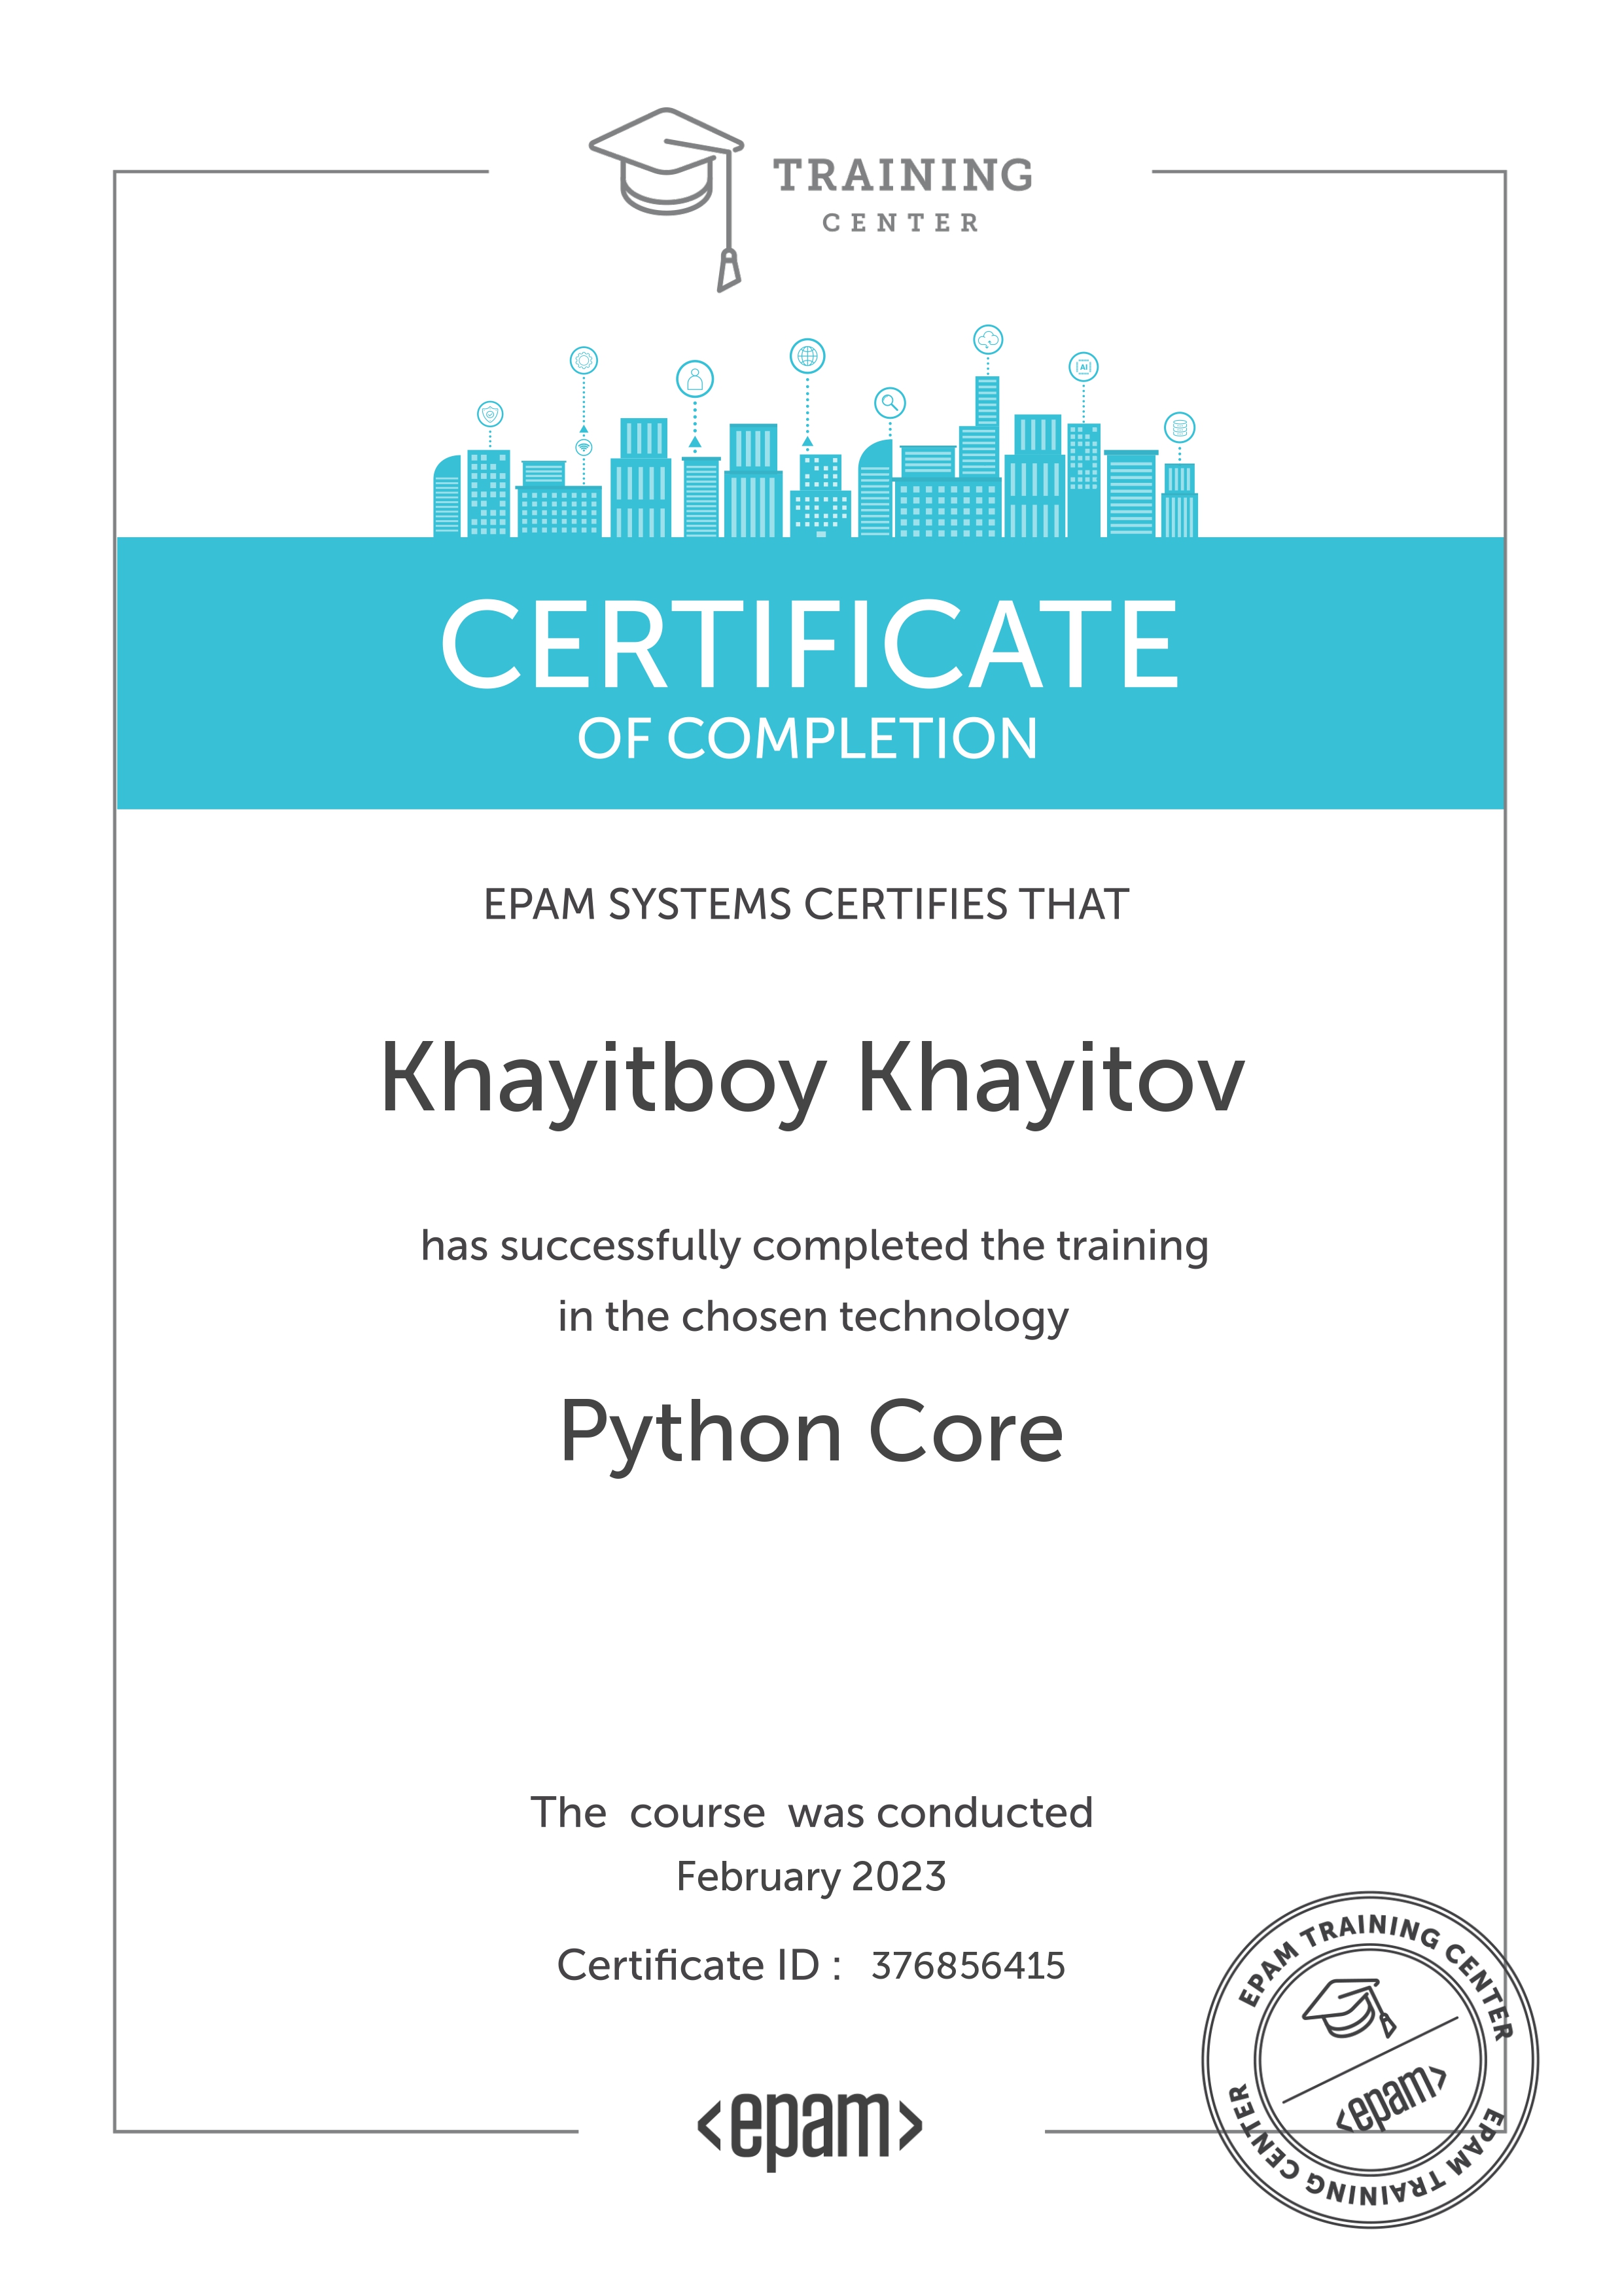 TRAINING
CENTER
AI
CERTIFICATE
OF COMPLETION
EPAM SYSTEMS CERTIFIES THAT
Khayitboy Khayitov
has successfully completed the training
in the chosen technology
Python Core
The course was conducted
February 2023
Certificate ID : 376856415
<epam>
EPAM TRAINING CENTER
<epam>
EPAM TRAINING CENTER